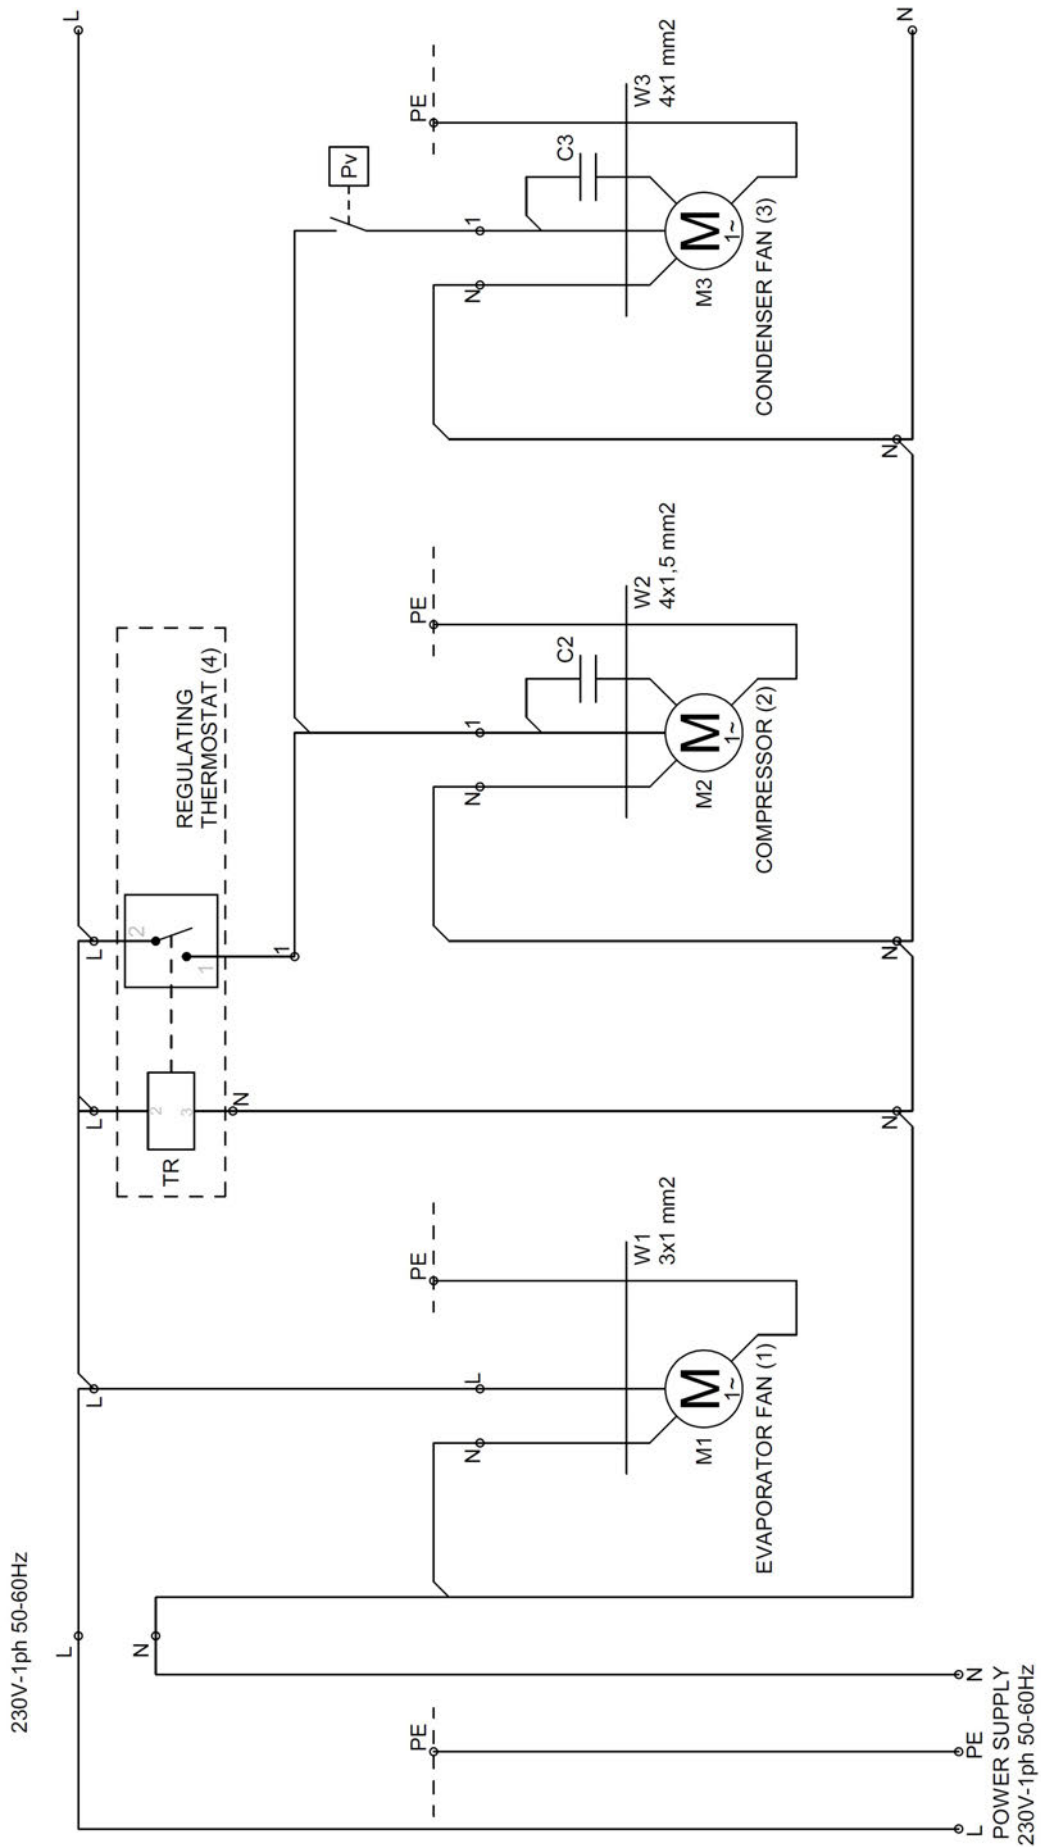 230V-1ph 50-60Hz
L
L
L
L
L
N
2
2
TR
3
REGULATING
THERMOSTAT (4)
1
N
1
Pv
PE
PE
PE
PE
N
L
N
1
N
1
C2
C3
W1
3x1 mm2
W2
4x1,5 mm2
W3
4x1 mm2
M
1~
M1
EVAPORATOR FAN (1)
M
1~
M2
COMPRESSOR (2)
M
1~
M3
CONDENSER FAN (3)
N
N
N
N
L
PE
N
POWER SUPPLY
230V-1ph 50-60Hz